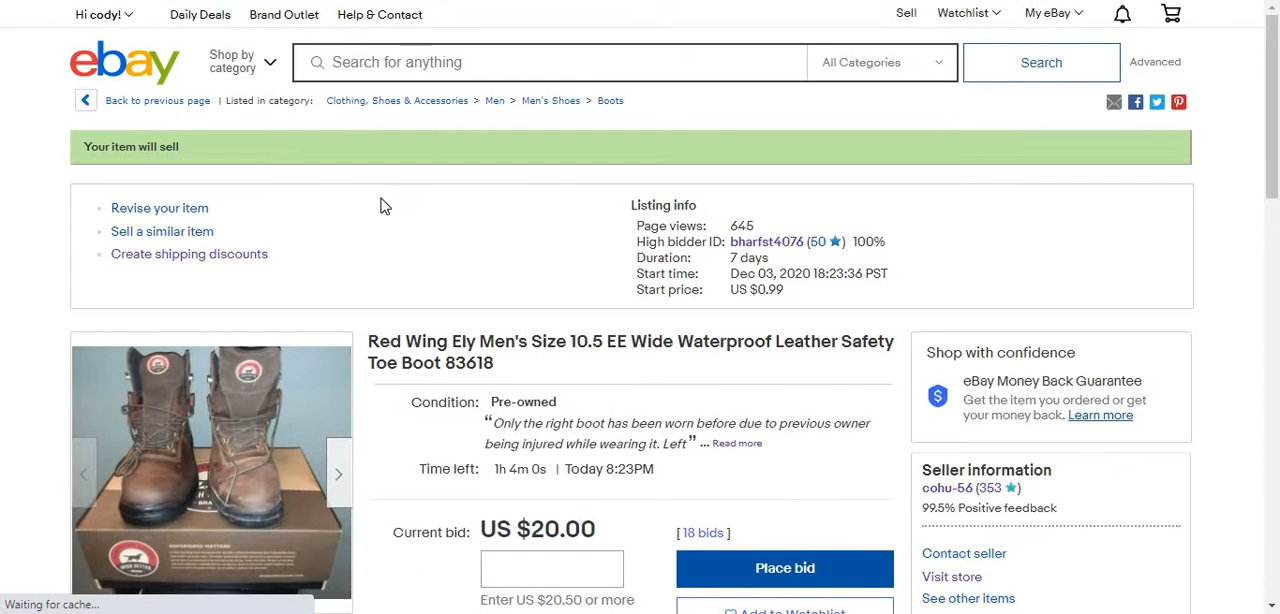 Hi cody! Daily Deals Brand Outlet Help & Contact Sell Watchlist My eBay
ebay Shop by category Search for anything All Categories Search Advanced
Back to previous page | Listed in category: Clothing, Shoes & Accessories > Men > Men's Shoes > Boots
Your item will sell
Revise your item
Sell a similar item
Create shipping discounts
Listing info
Page views: 645
High bidder ID: bharfst4076 (50 ) 100%
Duration: 7 days
Start time: Dec 03, 2020 18:23:36 PST
Start price: US $0.99
Red Wing Ely Men's Size 10.5 EE Wide Waterproof Leather Safety
Toe Boot 83618
Condition: Pre-owned
“Only the right boot has been worn before due to previous owner
being injured while wearing it. Left” ... Read more
Time left: 1h 4m 0s | Today 8:23PM
Current bid: US $20.00 [ 18 bids ]
Place bid
Enter US $20.50 or more
Add to Watchlist
Shop with confidence
eBay Money Back Guarantee
Get the item you ordered or get
your money back. Learn more
Seller information
cohu-56 (353 )
99.5% Positive feedback
Contact seller
Visit store
See other items
Waiting for cache...